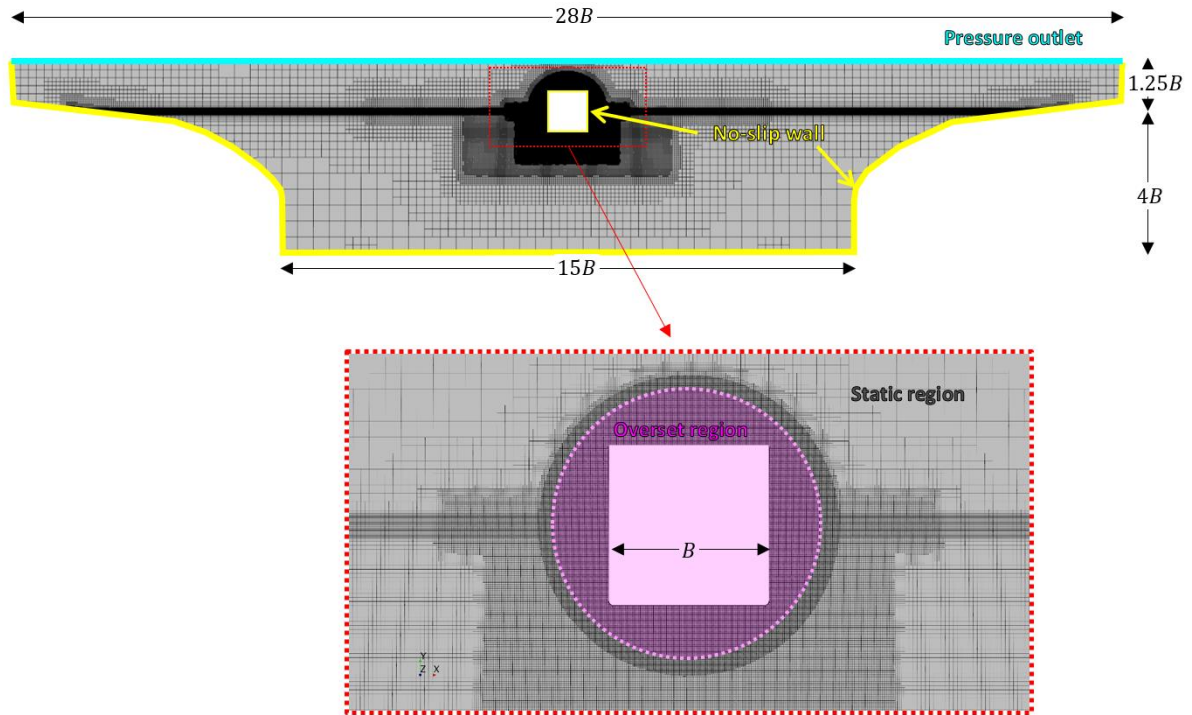 28B
Pressure outlet
1.25B
No-slip wall
4B
15B
Static region
Overset region
B
Y
Z X